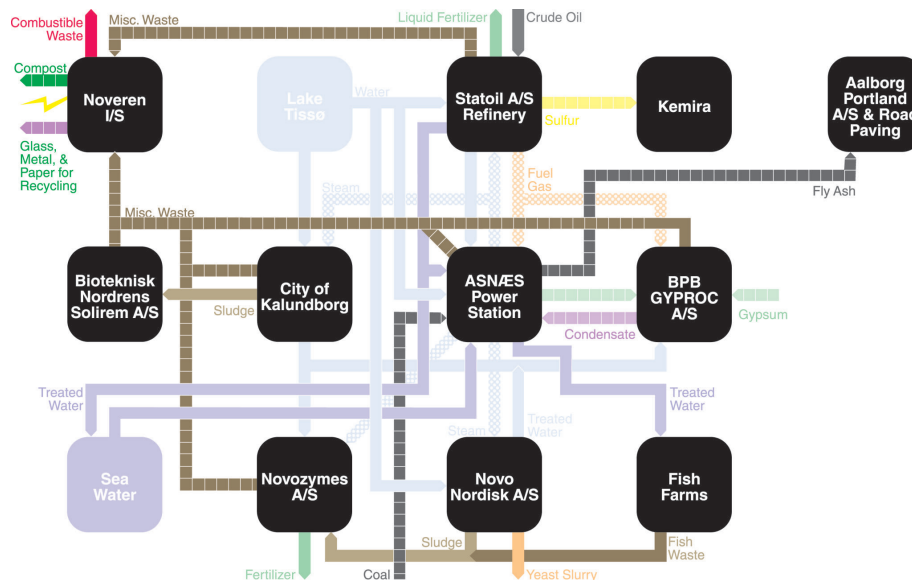 Combustible
Waste
Misc. Waste
Liquid Fertilizer
Crude Oil
Compost
Noveren
I/S
Lake
Tissø
Water
Statoil A/S
Refinery
Sulfur
Kemira
Aalborg
Portland
A/S & Road
Paving
Glass,
Metal, &
Paper for
Recycling
Steam
Fuel
Gas
Fly Ash
Misc. Waste
Bioteknisk
Nordrens
Solirem A/S
Sludge
City of
Kalundborg
ASNÆS
Power
Station
Condensate
BPB
GYPROC
A/S
Gypsum
Treated
Water
Sea
Water
Novozymes
A/S
Steam
Treated
Water
Novo
Nordisk A/S
Treated
Water
Fish
Farms
Fertilizer
Coal
Sludge
Yeast Slurry
Fish
Waste